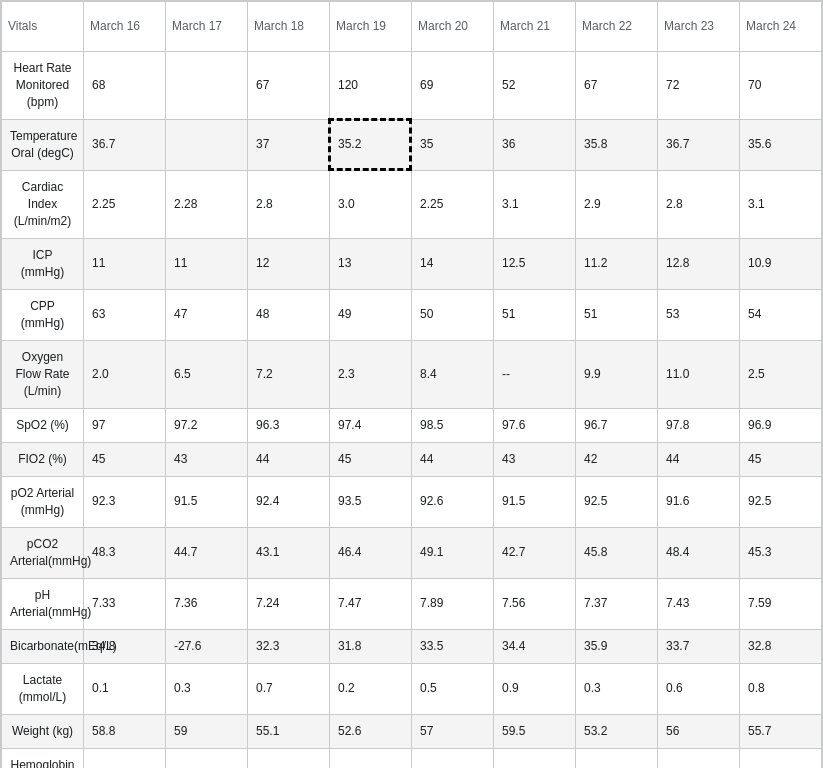 Vitals March 16 March 17 March 18 March 19 March 20 March 21 March 22 March 23 March 24
Heart Rate
Monitored
(bpm)
68 67 120 69 52 67 72 70
Temperature
Oral (degC)
36.7 37 35.2 35 36 35.8 36.7 35.6
Cardiac
Index
(L/min/m2)
2.25 2.28 2.8 3.0 2.25 3.1 2.9 2.8 3.1
ICP
(mmHg)
11 11 12 13 14 12.5 11.2 12.8 10.9
CPP
(mmHg)
63 47 48 49 50 51 51 53 54
Oxygen
Flow Rate
(L/min)
2.0 6.5 7.2 2.3 8.4 -- 9.9 11.0 2.5
SpO2 (%) 97 97.2 96.3 97.4 98.5 97.6 96.7 97.8 96.9
FIO2 (%) 45 43 44 45 44 43 42 44 45
pO2 Arterial
(mmHg)
92.3 91.5 92.4 93.5 92.6 91.5 92.5 91.6 92.5
pCO2
Arterial(mmHg)
48.3 44.7 43.1 46.4 49.1 42.7 45.8 48.4 45.3
pH
Arterial(mmHg)
7.33 7.36 7.24 7.47 7.89 7.56 7.37 7.43 7.59
Bicarbonate(mEq/L) -27.6 32.3 31.8 33.5 34.4 35.9 33.7 32.8
Lactate
(mmol/L)
0.1 0.3 0.7 0.2 0.5 0.9 0.3 0.6 0.8
Weight (kg) 58.8 59 55.1 52.6 57 59.5 53.2 56 55.7
Hemoglobin